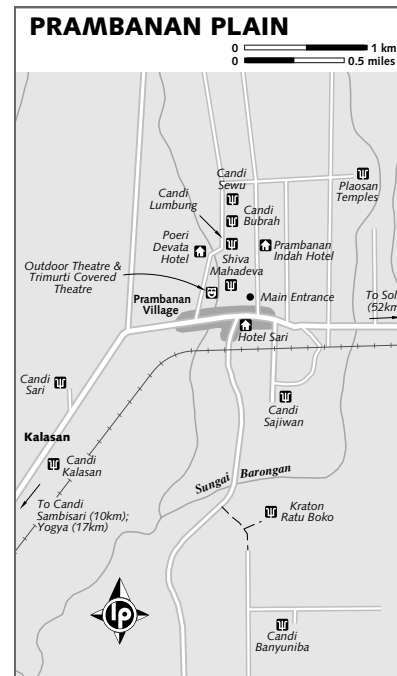 PRAMBANAN PLAIN
0 1 km
0 0.5 miles
Candi
Sewu
Plaosan
Temples
Candi
Lumbung
Candi
Bubrah
Poeri
Devata
Hotel
Prambanan
Indah Hotel
Shiva
Mahadeva
Outdoor Theatre &
Trimurti Covered
Theatre
Prambanan
Village
Main Entrance
To Sol
(52km
Hotel Sari
Candi
Sari
Candi
Sajiwan
Kalasan
Candi
Kalasan
Sungai Barongan
To Candi
Sambisari (10km);
Yogya (17km)
Kraton
Ratu Boko
lp
Candi
Banyuniba